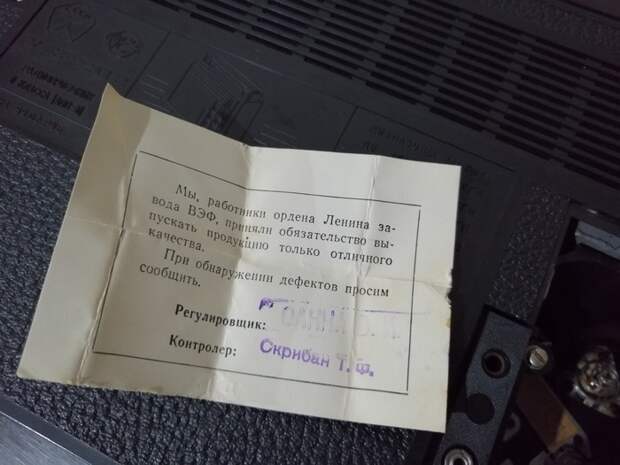 Мы, работники ордена Ленина за-
вода ВЭФ, приняли обязательство вы-
пускать продукцию только отличного
качества.
При обнаружении дефектов просим
сообщить.
Регулировщик:
Контролер: Скрибан Т. Ф.